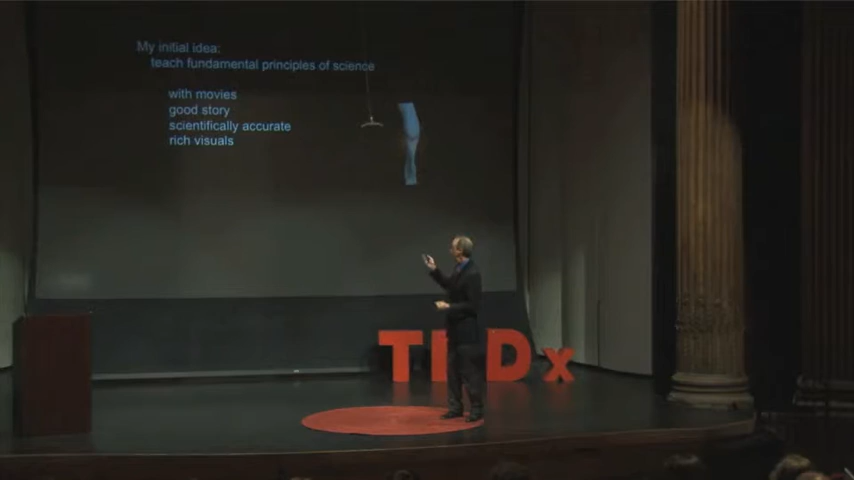 My initial idea:
teach fundamental principles of science
with movies
good story
scientifically accurate
rich visuals
TEDx